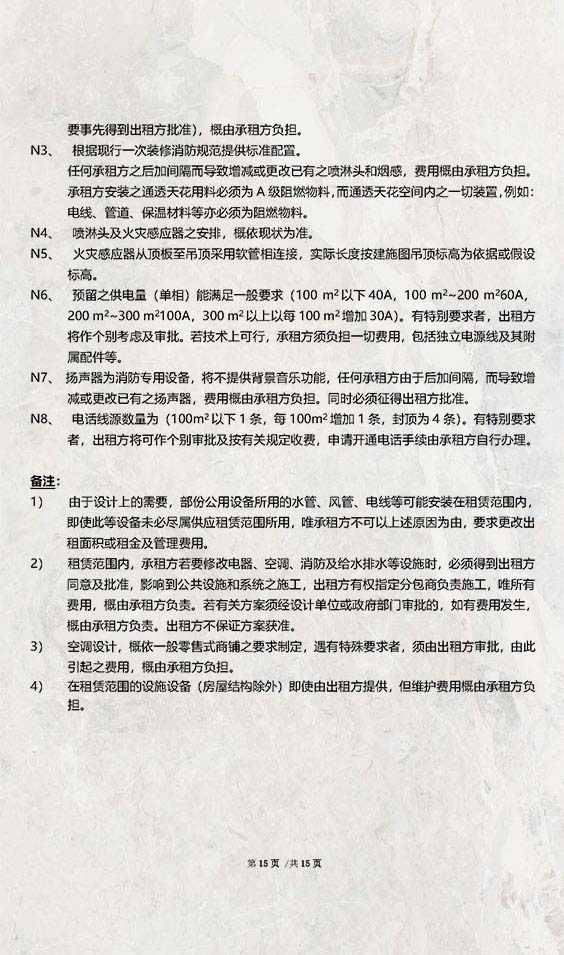 要事先得到出租方批准），概由承租方负担。
N3、 根据现行一次装修消防规范提供标准配置。
任何承租方之后加间隔而导致增减或更改已有之喷淋头和烟感，费用概由承租方负担。
承租方安装之通透天花用料必须为 A 级阻燃物料，而通透天花空间内之一切装置，例如：
电线、管道、保温材料等亦必须为阻燃物料。
N4、 喷淋头及火灾感应器之安排，概依现状为准。
N5、 火灾感应器从顶板至吊顶采用软管相连接，实际长度按建施图吊顶标高为依据或假设
标高。
N6、 预留之供电量（单相）能满足一般要求（100 m²以下 40A，100 m²~200 m²60A，
200 m²~300 m²100A，300 m²以上以每 100 m²增加 30A）。有特别要求者，出租方
将作个别考虑及审批。若技术上可行，承租方须负担一切费用，包括独立电源线及其附
属配件等。
N7、 扬声器为消防专用设备，将不提供背景音乐功能，任何承租方由于后加间隔，而导致增
减或更改已有之扬声器，费用概由承租方负担。同时必须征得出租方批准。
N8、 电话线源数量为（100m²以下 1 条，每 100m²增加 1 条，封顶为 4 条）。有特别要求
者，出租方将可作个别审批及按有关规定收费，申请开通电话手续由承租方自行办理。
备注：
1） 由于设计上的需要，部份公用设备所用的水管、风管、电线等可能安装在租赁范围内，
即使此等设备未必尽属供应租赁范围所用，唯承租方不可以上述原因为由，要求更改出
租面积或租金及管理费用。
2） 租赁范围内，承租方若要修改电器、空调、消防及给水排水等设施时，必须得到出租方
同意及批准，影响到公共设施和系统之施工，出租方有权指定分包商负责施工，唯所有
费用，概由承租方负责。若有关方案须经设计单位或政府部门审批的，如有费用发生，
概由承租方负责。出租方不保证方案获准。
3） 空调设计，概依一般零售式商铺之要求制定，遇有特殊要求者，须由出租方审批，由此
引起之费用，概由承租方负担。
4） 在租赁范围的设施设备（房屋结构除外）即使由出租方提供，但维护费用概由承租方负
担。
第 15 页 /共 15 页